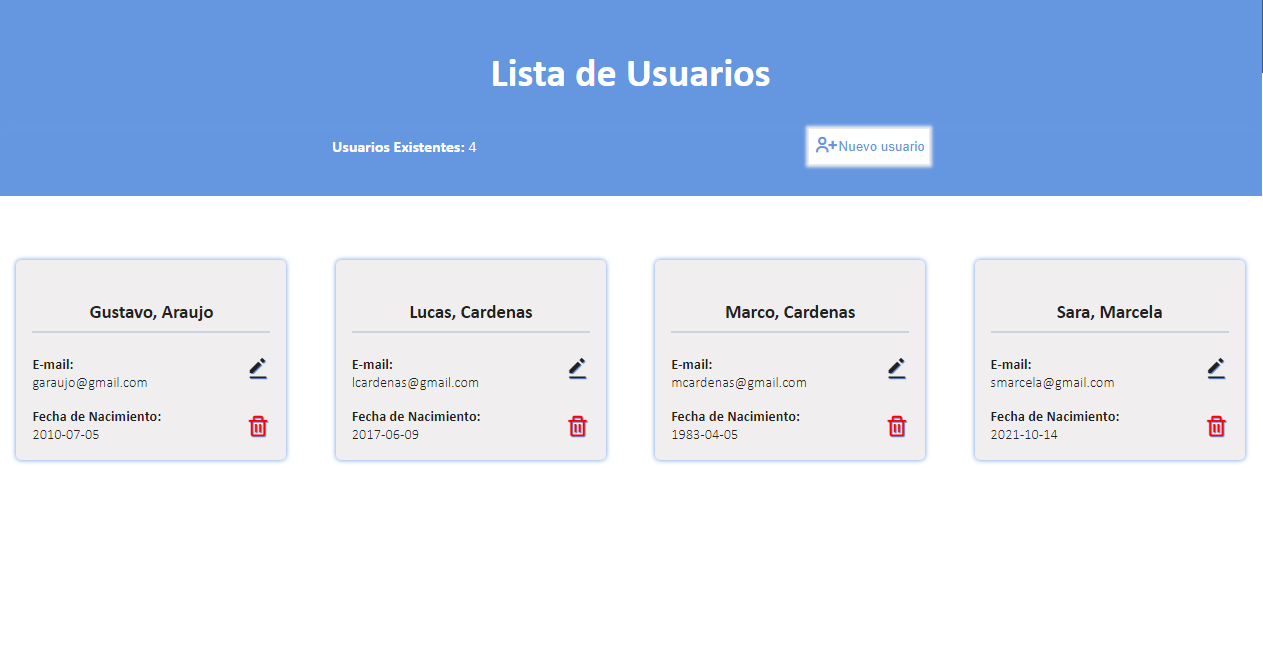 Lista de Usuarios
Usuarios Existentes: 4
Nuevo usuario
Gustavo, Araujo
E-mail:
garaujo@gmail.com
Fecha de Nacimiento:
2010-07-05
Lucas, Cardenas
E-mail:
lcardenas@gmail.com
Fecha de Nacimiento:
2017-06-09
Marco, Cardenas
E-mail:
mcardenas@gmail.com
Fecha de Nacimiento:
1983-04-05
Sara, Marcela
E-mail:
smarcela@gmail.com
Fecha de Nacimiento:
2021-10-14